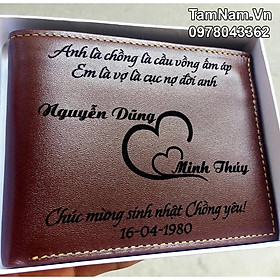 TamNam.Vn
0978043362
Anh là chồng là cầu vồng ấm áp
Em là vợ là cục nợ đời anh
Nguyễn Dũng
Minh Thúy
Chúc mừng sinh nhật Chồng yêu!
16-04-1980